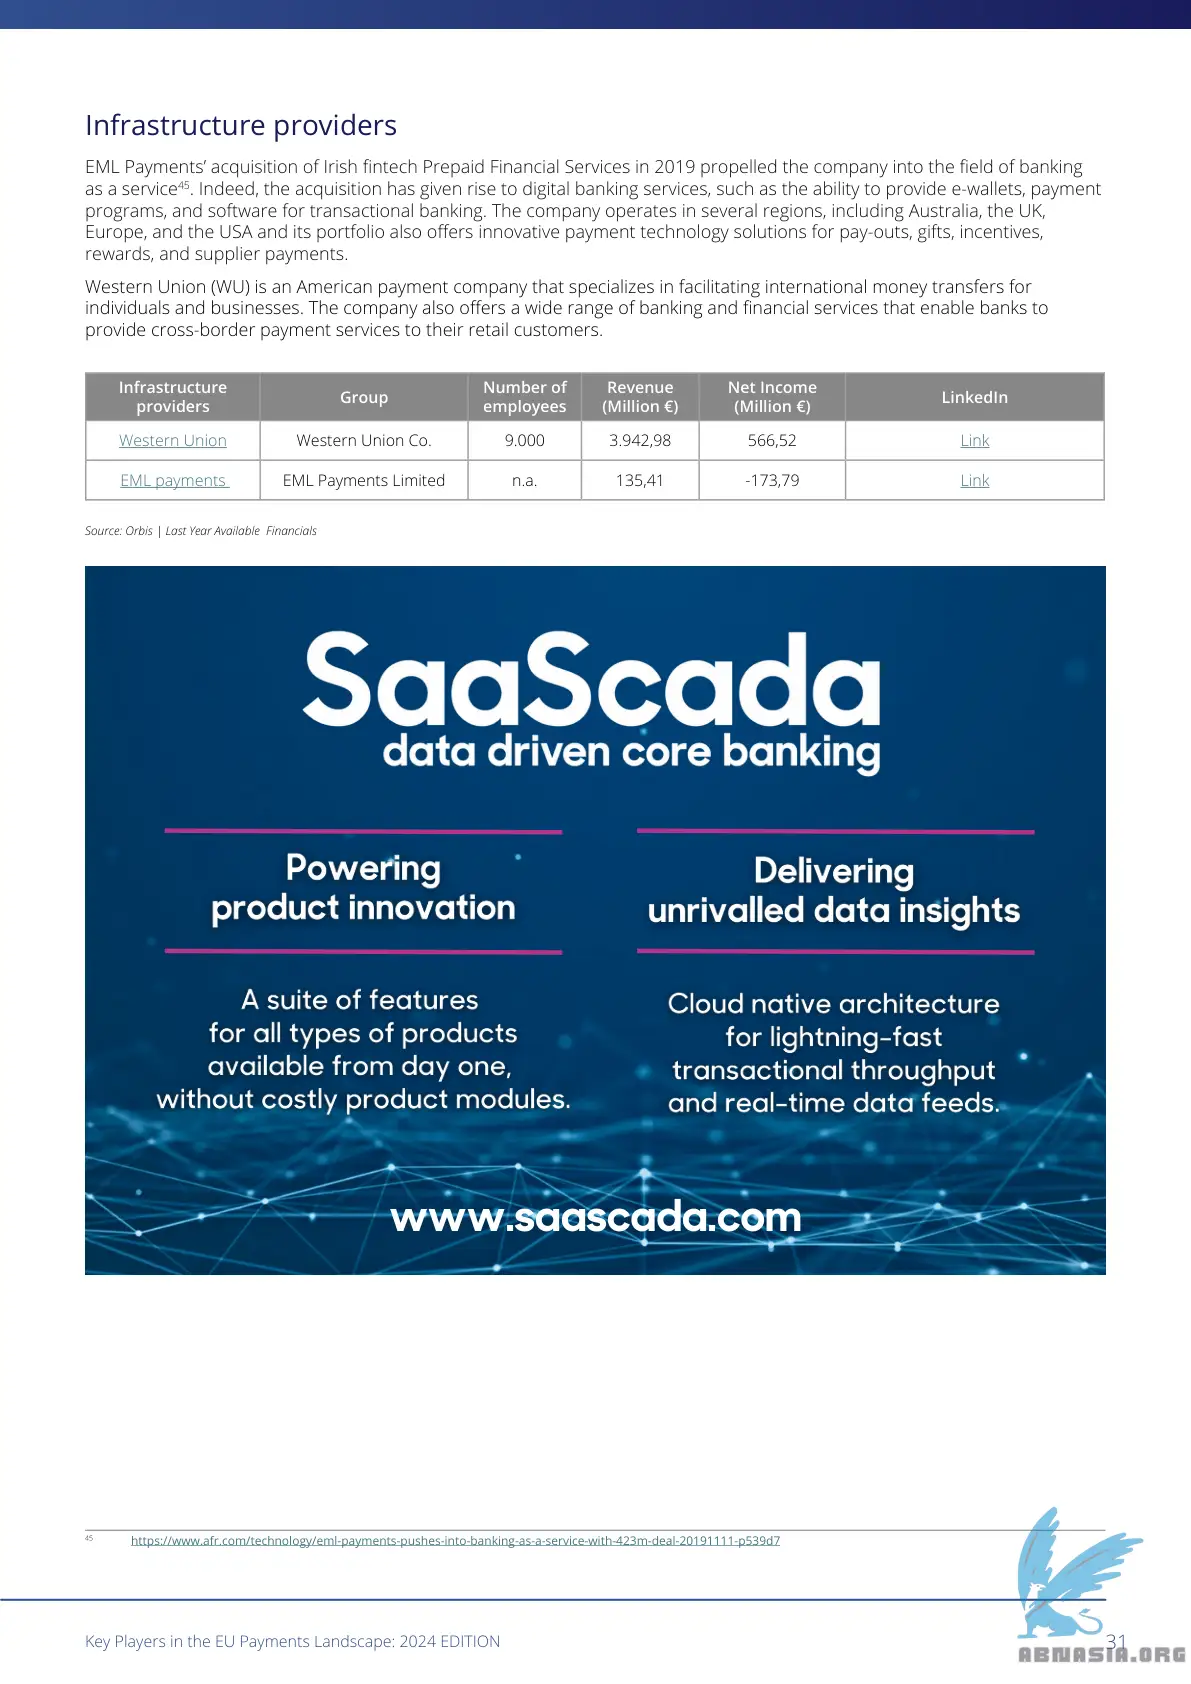 Infrastructure providers
EML Payments’ acquisition of Irish fintech Prepaid Financial Services in 2019 propelled the company into the field of banking
as a service45. Indeed, the acquisition has given rise to digital banking services, such as the ability to provide e-wallets, payment
programs, and software for transactional banking. The company operates in several regions, including Australia, the UK,
Europe, and the USA and its portfolio also offers innovative payment technology solutions for pay-outs, gifts, incentives,
rewards, and supplier payments.
Western Union (WU) is an American payment company that specializes in facilitating international money transfers for
individuals and businesses. The company also offers a wide range of banking and financial services that enable banks to
provide cross-border payment services to their retail customers.
Infrastructure providers Group Number of employees Revenue (Million €) Net Income (Million €) LinkedIn
Western Union Western Union Co. 9.000 3.942,98 566,52 Link
EML payments EML Payments Limited n.a. 135,41 -173,79 Link
Source: Orbis | Last Year Available Financials
SaaScada
data driven core banking
Powering
product innovation
A suite of features
for all types of products
available from day one,
without costly product modules.
Delivering
unrivalled data insights
Cloud native architecture
for lightning-fast
transactional throughput
and real-time data feeds.
www.saascada.com
45 https://www.afr.com/technology/eml-payments-pushes-into-banking-as-a-service-with-423m-deal-20191111-p539d7
Key Players in the EU Payments Landscape: 2024 EDITION
31
ABNASIA.ORG